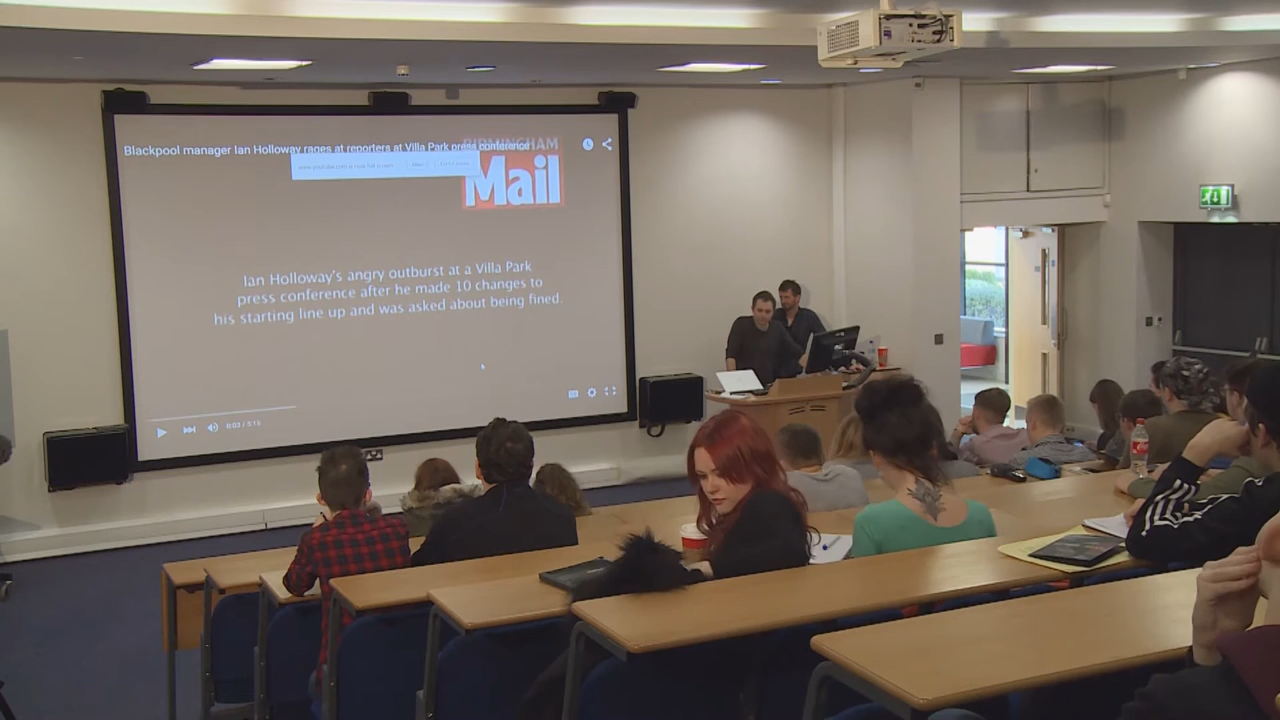 Blackpool manager Ian Holloway rages at reporters at Villa Park press conference
BIRMINGHAM
Mail
Ian Holloway's angry outburst at a Villa Park
press conference after he made 10 changes to
his starting line up and was asked about being fined.